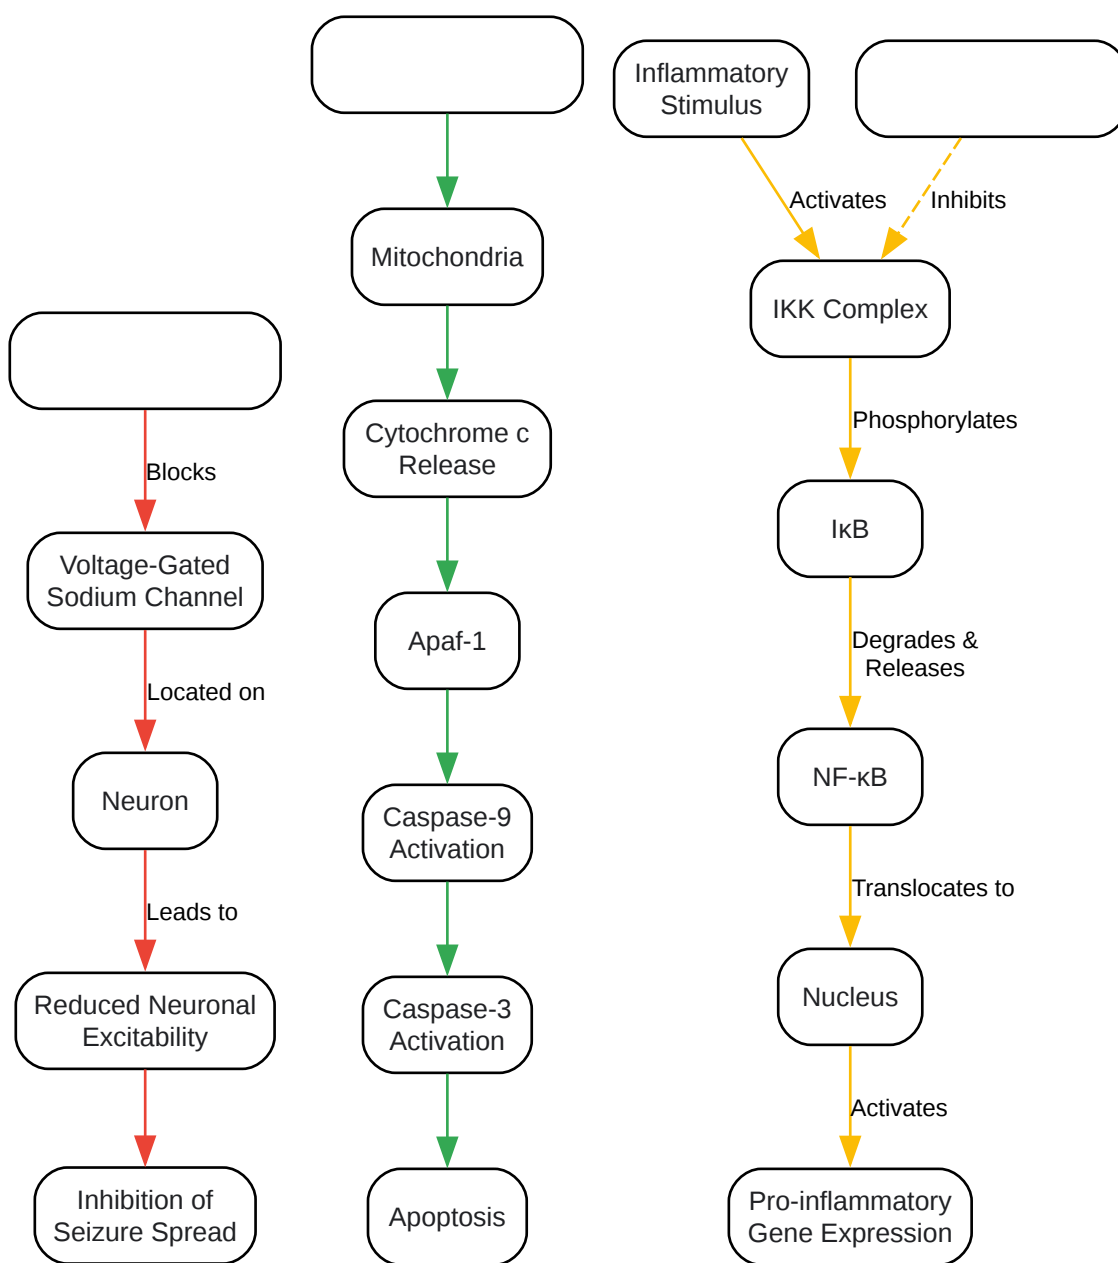 Inflammatory
Stimulus
Activates
Inhibits
Mitochondria
IKK Complex
Cytochrome c
Release
Phosphorylates
Blocks
Voltage-Gated
Sodium Channel
IκB
Apaf-1
Degrades &
Releases
Located on
Neuron
NF-κB
Caspase-9
Activation
Leads to
Translocates to
Reduced Neuronal
Excitability
Caspase-3
Activation
Nucleus
Activates
Inhibition of
Seizure Spread
Apoptosis
Pro-inflammatory
Gene Expression